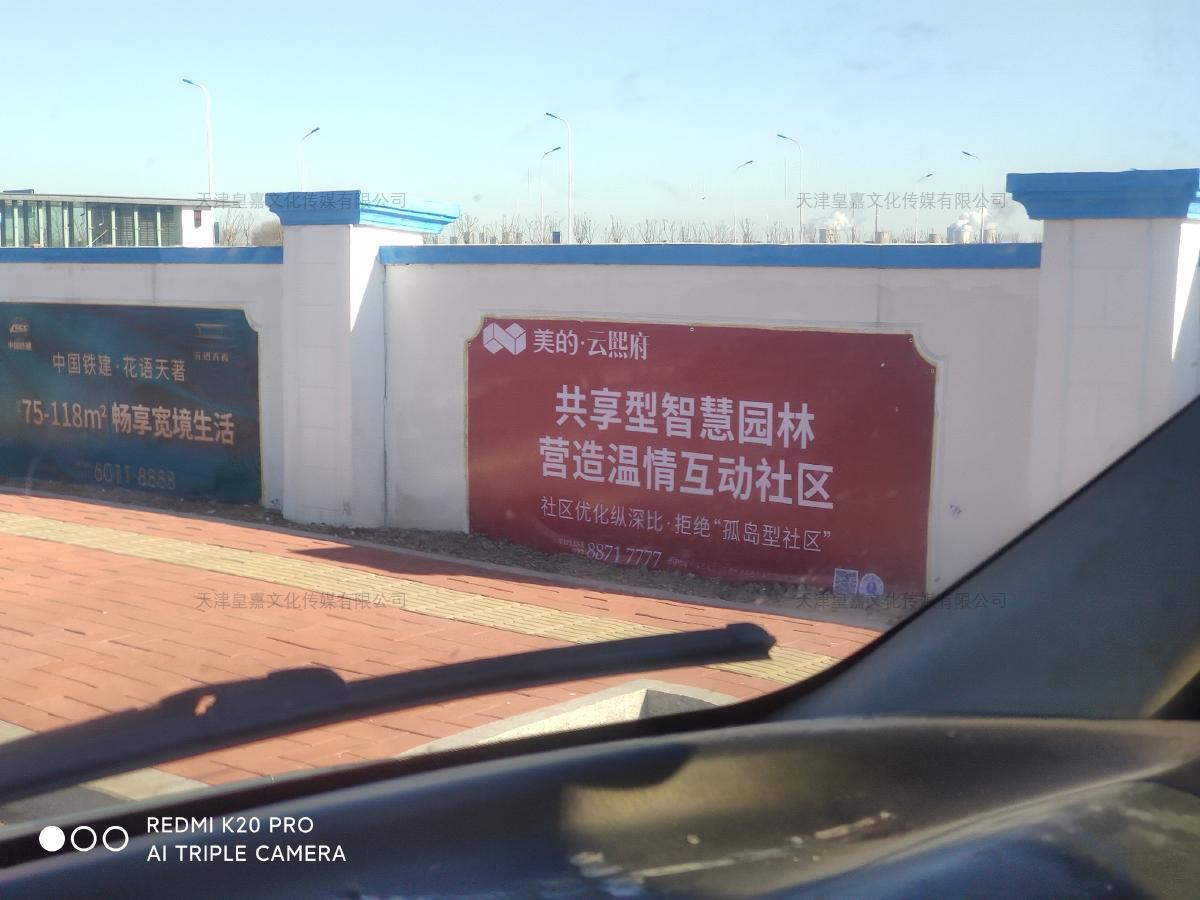 天津皇嘉文化传媒有限公司
天津皇嘉文化传媒有限公司
中国铁建
中国铁建·花语天著
75-118m² 畅享宽境生活
6011 8888
美的·云熙府
共享型智慧园林
营造温情互动社区
社区优化纵深比·拒绝“孤岛型社区”
8871 7777
天津皇嘉文化传媒有限公司
天津皇嘉文化传媒有限公司
REDMI K20 PRO
AI TRIPLE CAMERA